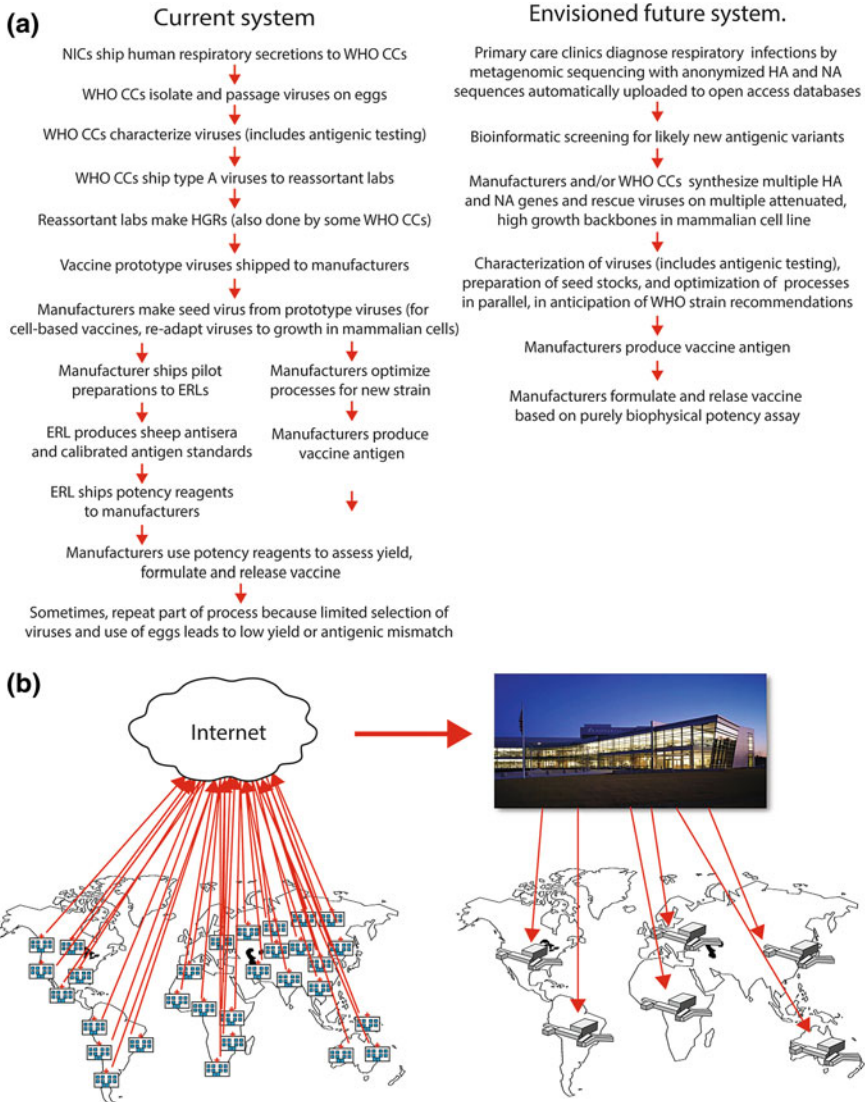 (a)
Current system
NICs ship human respiratory secretions to WHO CCs
WHO CCs isolate and passage viruses on eggs
WHO CCs characterize viruses (includes antigenic testing)
WHO CCs ship type A viruses to reassortant labs
Reassortant labs make HGRs (also done by some WHO CCs)
Vaccine prototype viruses shipped to manufacturers
Manufacturers make seed virus from prototype viruses (for
cell-based vaccines, re-adapt viruses to growth in mammalian cells)
Manufacturer ships pilot
preparations to ERLs
ERL produces sheep antisera
and calibrated antigen standards
ERL ships potency reagents
to manufacturers
Manufacturers optimize
processes for new strain
Manufacturers produce
vaccine antigen
Manufacturers use potency reagents to assess yield,
formulate and release vaccine
Sometimes, repeat part of process because limited selection of
viruses and use of eggs leads to low yield or antigenic mismatch
Envisioned future system.
Primary care clinics diagnose respiratory infections by
metagenomic sequencing with anonymized HA and NA
sequences automatically uploaded to open access databases
Bioinformatic screening for likely new antigenic variants
Manufacturers and/or WHO CCs synthesize multiple HA
and NA genes and rescue viruses on multiple attenuated,
high growth backbones in mammalian cell line
Characterization of viruses (includes antigenic testing),
preparation of seed stocks, and optimization of processes
in parallel, in anticipation of WHO strain recommendations
Manufacturers produce vaccine antigen
Manufacturers formulate and relase vaccine
based on purely biophysical potency assay
(b)
Internet